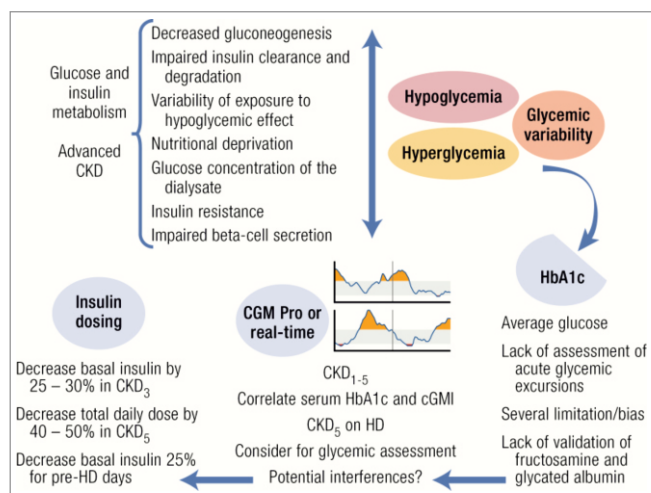 Glucose and
insulin
metabolism
Advanced
CKD
Decreased gluconeogenesis
Impaired insulin clearance and
degradation
Variability of exposure to
hypoglycemic effect
Nutritional deprivation
Glucose concentration of the
dialysate
Insulin resistance
Impaired beta-cell secretion
Hypoglycemia
Hyperglycemia
Glycemic
variability
HbA1c
Average glucose
Lack of assessment of
acute glycemic
excursions
Several limitation/bias
Lack of validation of
fructosamine and
glycated albumin
CGM Pro or
real-time
CKD1-5
Correlate serum HbA1c and cGMI
CKD5 on HD
Consider for glycemic assessment
Potential interferences?
Insulin
dosing
Decrease basal insulin by
25 – 30% in CKD3
Decrease total daily dose by
40 – 50% in CKD5
Decrease basal insulin 25%
for pre-HD days